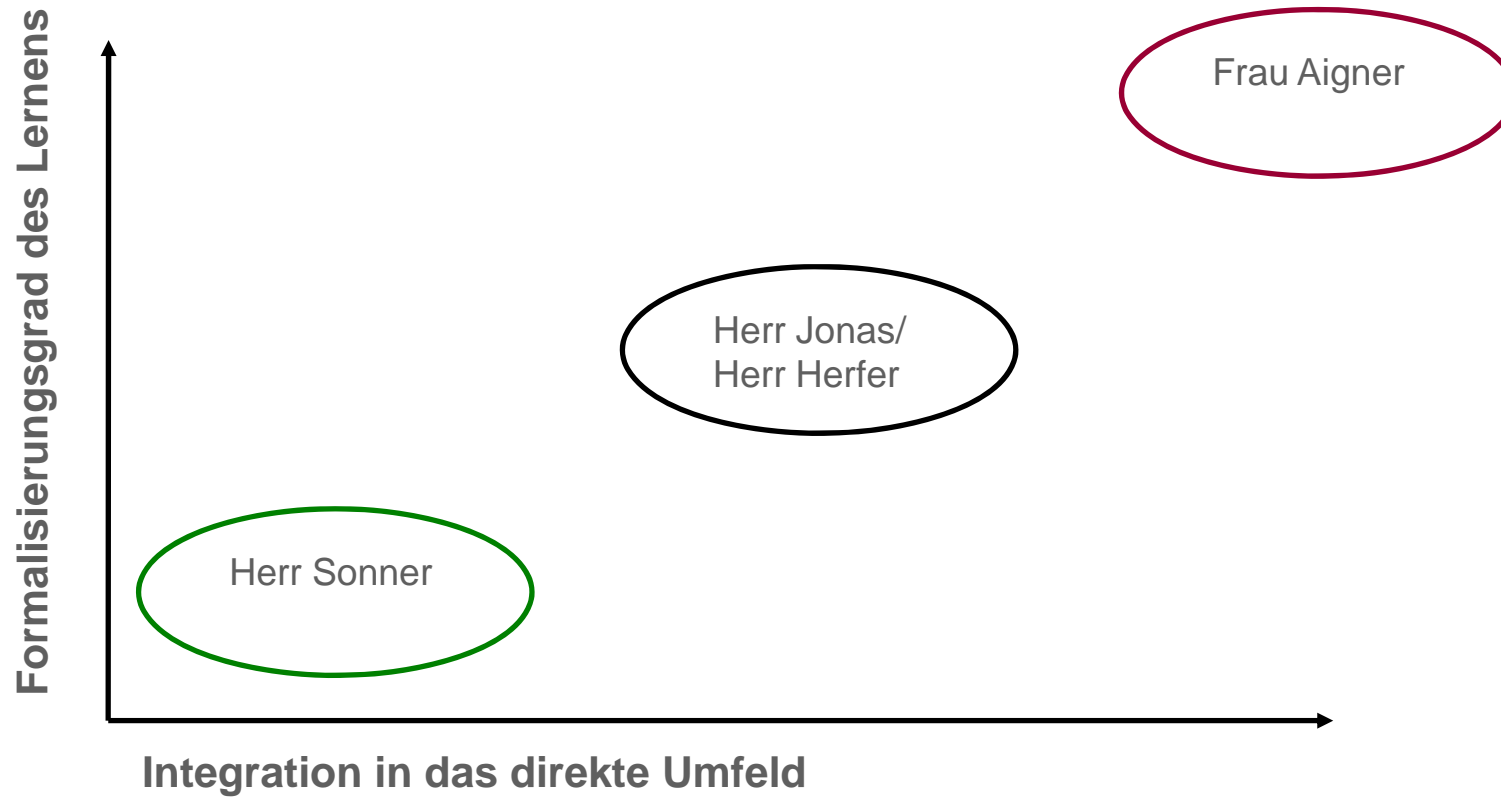 Formalisierungsgrad des Lernens
Frau Aigner
Herr Jonas/
Herr Herfer
Herr Sonner
Integration in das direkte Umfeld